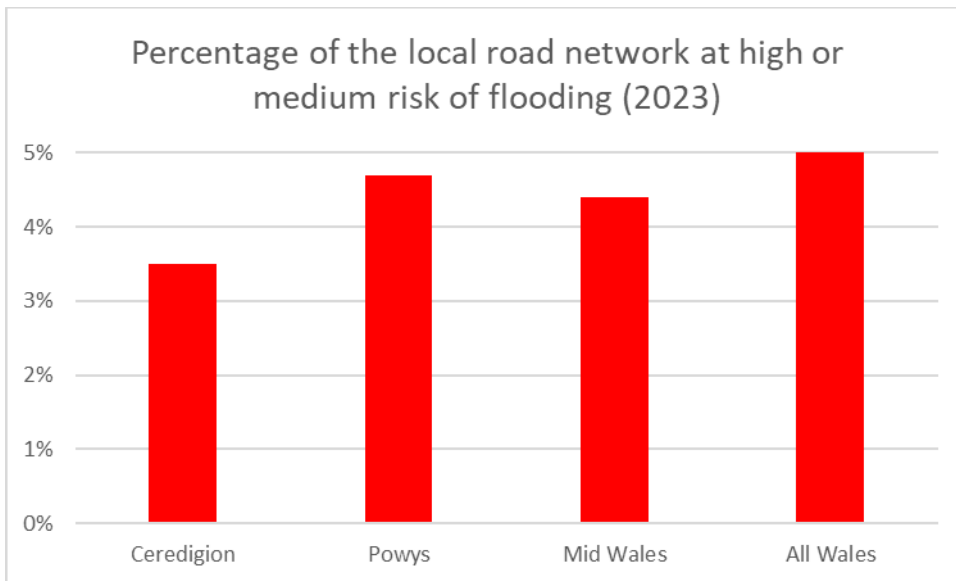 Percentage of the local road network at high or
medium risk of flooding (2023)
5%
4%
3%
2%
1%
0%
Ceredigion
Powys
Mid Wales
All Wales